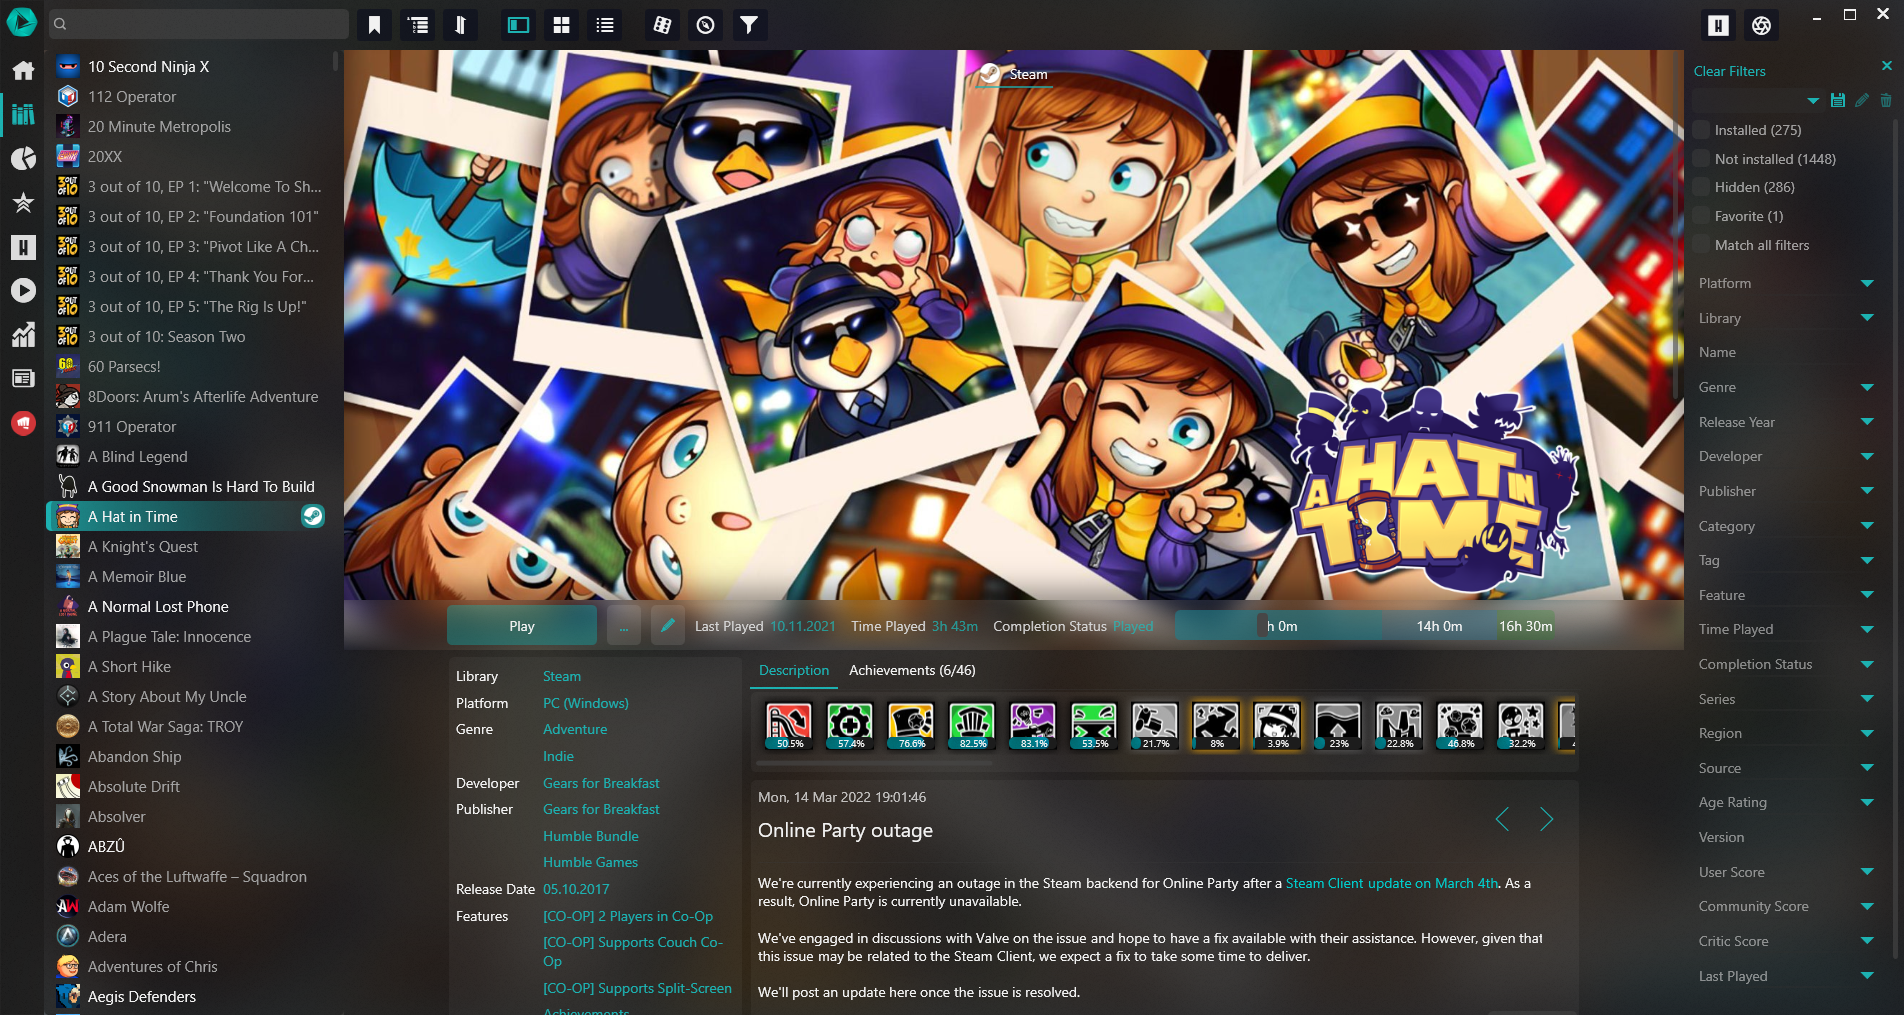 10 Second Ninja X
112 Operator
20 Minute Metropolis
20XX
3 out of 10, EP 1: "Welcome To Sh...
3 out of 10, EP 2: "Foundation 101"
3 out of 10, EP 3: "Pivot Like A Ch...
3 out of 10, EP 4: "Thank You For...
3 out of 10, EP 5: "The Rig Is Up!"
3 out of 10: Season Two
60 Parsecs!
8Doors: Arum's Afterlife Adventure
911 Operator
A Blind Legend
A Good Snowman Is Hard To Build
A Hat in Time
A Knight's Quest
A Memoir Blue
A Normal Lost Phone
A Plague Tale: Innocence
A Short Hike
A Story About My Uncle
A Total War Saga: TROY
Abandon Ship
Absolute Drift
Absolver
ABZÛ
Aces of the Luftwaffe – Squadron
Adam Wolfe
Adera
Adventures of Chris
Aegis Defenders
Steam
A HAT IN TIME
Play
...
Last Played 10.11.2021
Time Played 3h 43m
Completion Status Played
h 0m
14h 0m
16h 30m
Library Steam
Platform PC (Windows)
Genre Adventure
Indie
Developer Gears for Breakfast
Publisher Gears for Breakfast
Humble Bundle
Humble Games
Release Date 05.10.2017
Features [CO-OP] 2 Players in Co-Op
[CO-OP] Supports Couch Co-
Op
[CO-OP] Supports Split-Screen
Achievements
Description
Achievements (6/46)
50.5%
57.4%
76.6%
82.5%
83.1%
53.5%
21.7%
8%
3.9%
23%
22.8%
46.8%
32.2%
Mon, 14 Mar 2022 19:01:46
Online Party outage
We're currently experiencing an outage in the Steam backend for Online Party after a Steam Client update on March 4th. As a
result, Online Party is currently unavailable.
We've engaged in discussions with Valve on the issue and hope to have a fix available with their assistance. However, given that
this issue may be related to the Steam Client, we expect a fix to take some time to deliver.
We'll post an update here once the issue is resolved.
Clear Filters
Installed (275)
Not installed (1448)
Hidden (286)
Favorite (1)
Match all filters
Platform
Library
Name
Genre
Release Year
Developer
Publisher
Category
Tag
Feature
Time Played
Completion Status
Series
Region
Source
Age Rating
Version
User Score
Community Score
Critic Score
Last Played